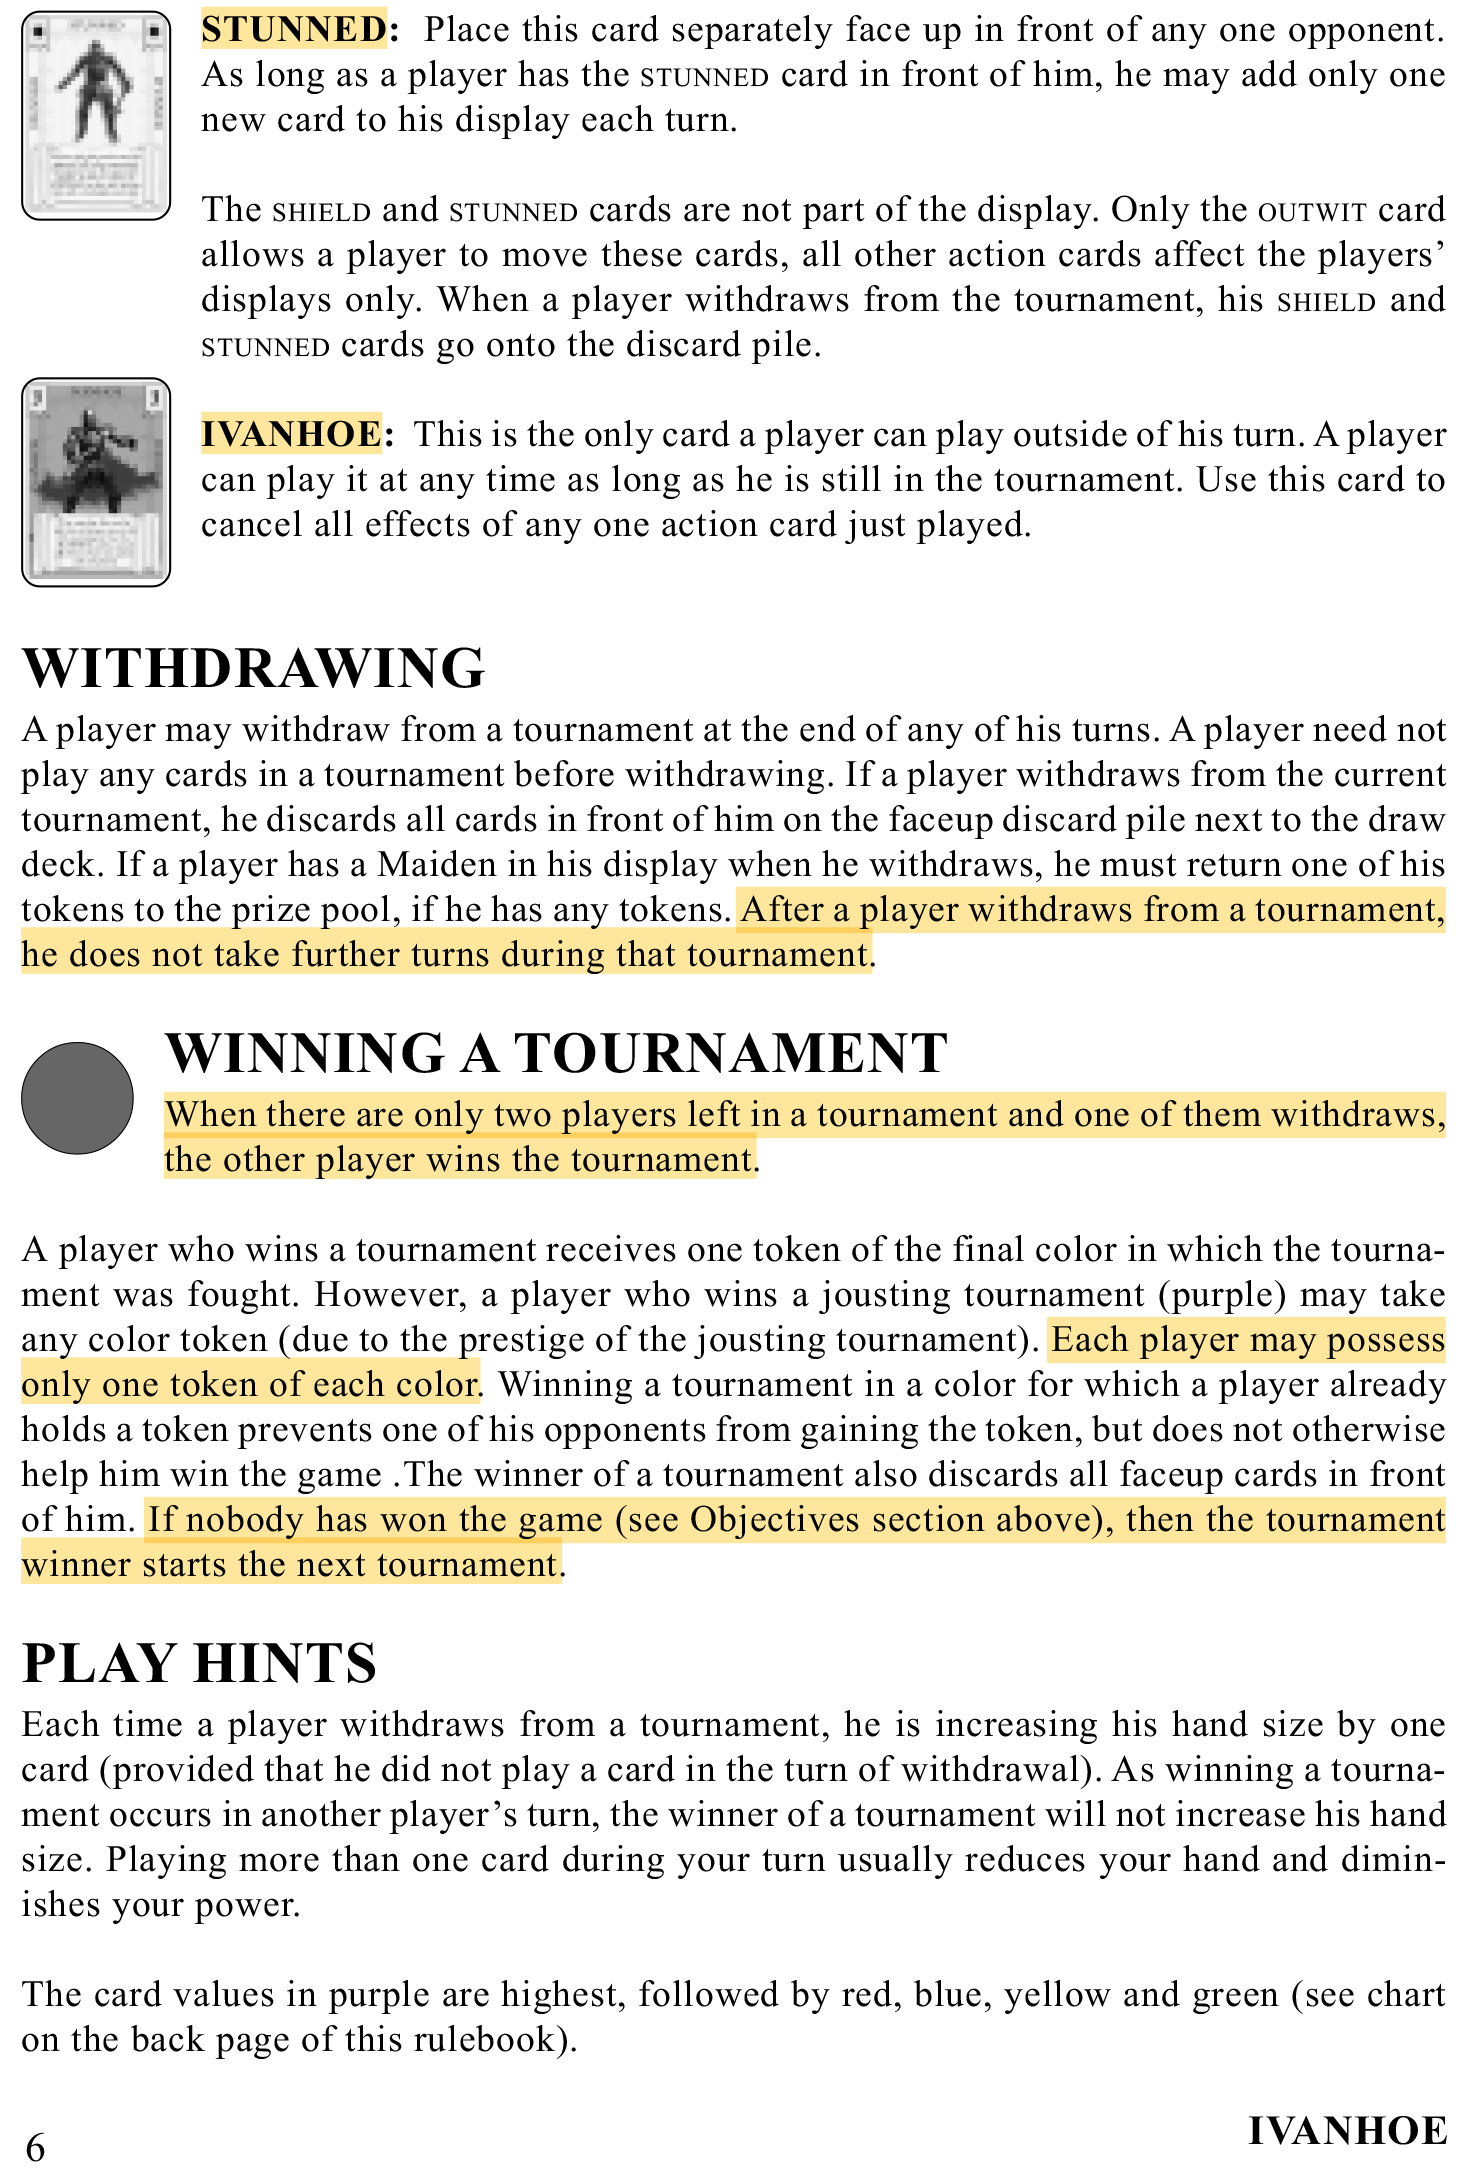 STUNNED: Place this card separately face up in front of any one opponent.
As long as a player has the STUNNED card in front of him, he may add only one
new card to his display each turn.
The SHIELD and STUNNED cards are not part of the display. Only the OUTWIT card
allows a player to move these cards, all other action cards affect the players’
displays only. When a player withdraws from the tournament, his SHIELD and
STUNNED cards go onto the discard pile.
IVANHOE: This is the only card a player can play outside of his turn. A player
can play it at any time as long as he is still in the tournament. Use this card to
cancel all effects of any one action card just played.
WITHDRAWING
A player may withdraw from a tournament at the end of any of his turns. A player need not
play any cards in a tournament before withdrawing. If a player withdraws from the current
tournament, he discards all cards in front of him on the faceup discard pile next to the draw
deck. If a player has a Maiden in his display when he withdraws, he must return one of his
tokens to the prize pool, if he has any tokens. After a player withdraws from a tournament,
he does not take further turns during that tournament.
WINNING A TOURNAMENT
When there are only two players left in a tournament and one of them withdraws,
the other player wins the tournament.
A player who wins a tournament receives one token of the final color in which the tourna-
ment was fought. However, a player who wins a jousting tournament (purple) may take
any color token (due to the prestige of the jousting tournament). Each player may possess
only one token of each color. Winning a tournament in a color for which a player already
holds a token prevents one of his opponents from gaining the token, but does not otherwise
help him win the game .The winner of a tournament also discards all faceup cards in front
of him. If nobody has won the game (see Objectives section above), then the tournament
winner starts the next tournament.
PLAY HINTS
Each time a player withdraws from a tournament, he is increasing his hand size by one
card (provided that he did not play a card in the turn of withdrawal). As winning a tourna-
ment occurs in another player’s turn, the winner of a tournament will not increase his hand
size. Playing more than one card during your turn usually reduces your hand and dimin-
ishes your power.
The card values in purple are highest, followed by red, blue, yellow and green (see chart
on the back page of this rulebook).
6
IVANHOE